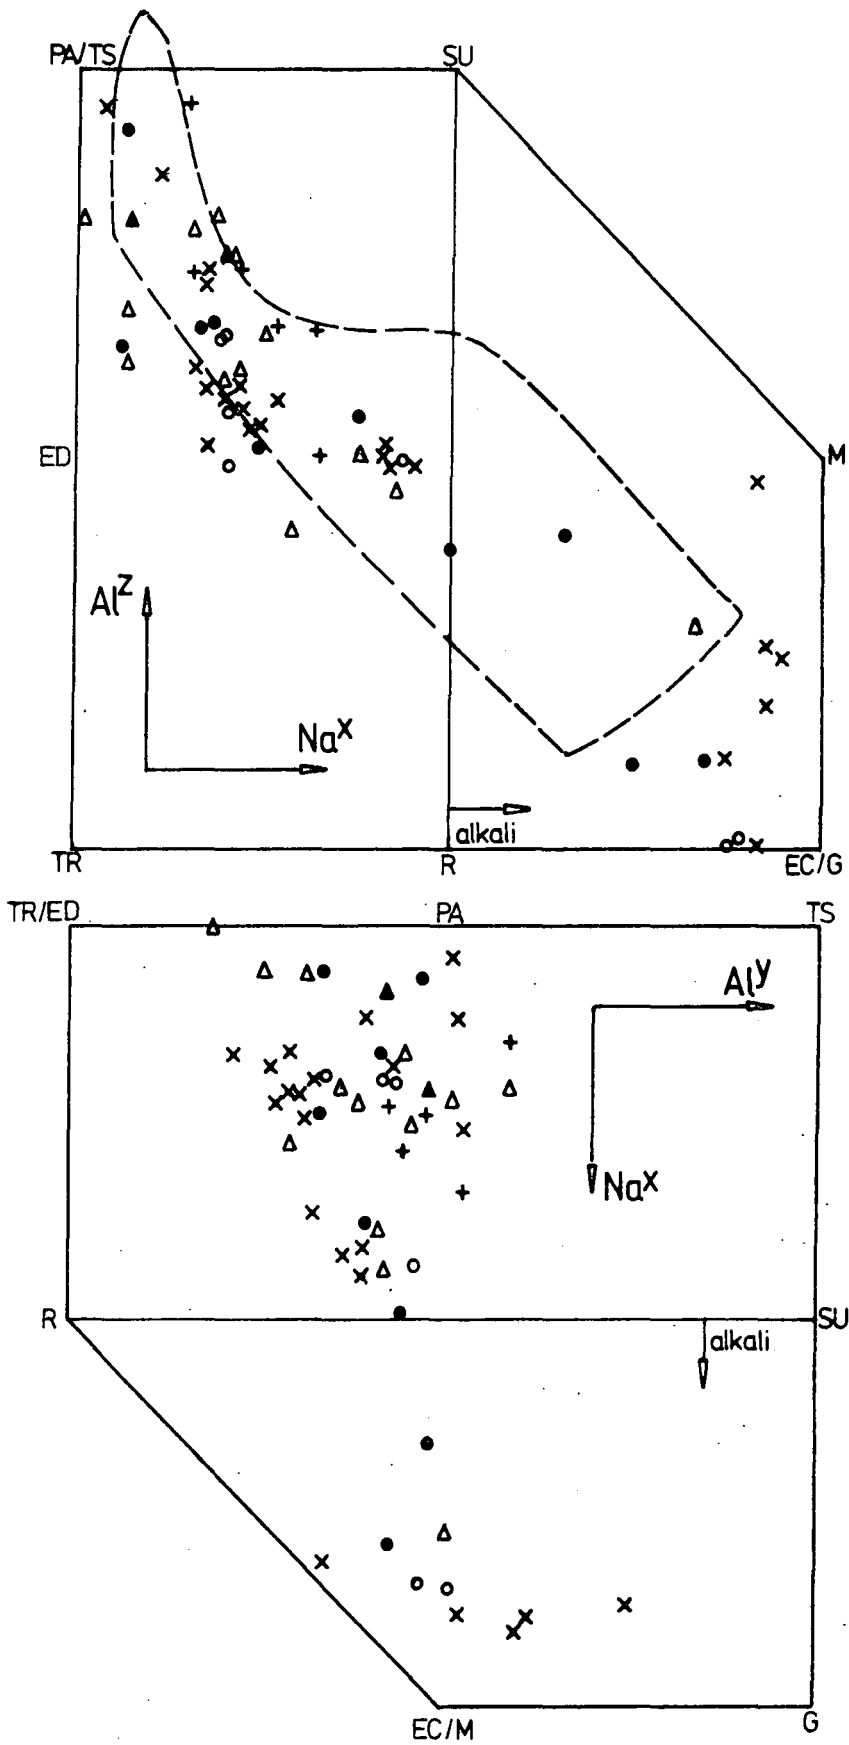 PA/TS SU
ED M
Al^Z
Na^X
alkali
TR R EC/G
TR/ED PA TS
Al^y
Na^X
R SU
alkali
EC/M G